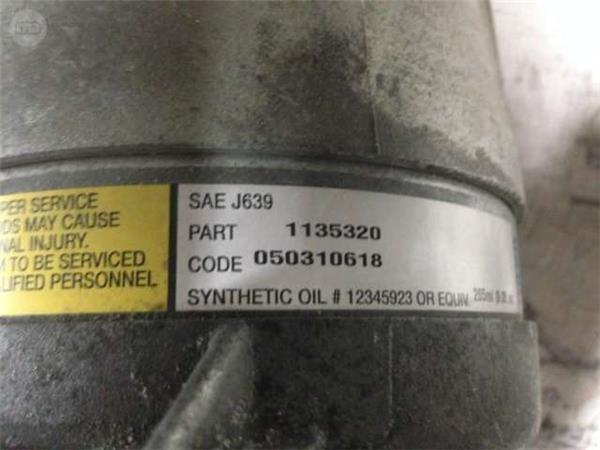 PER SERVICE
ODS MAY CAUSE
NAL INJURY.
M TO BE SERVICED
LIFIED PERSONNEL
SAE J639
PART 1135320
CODE 050310618
SYNTHETIC OIL # 12345923 OR EQUIV.